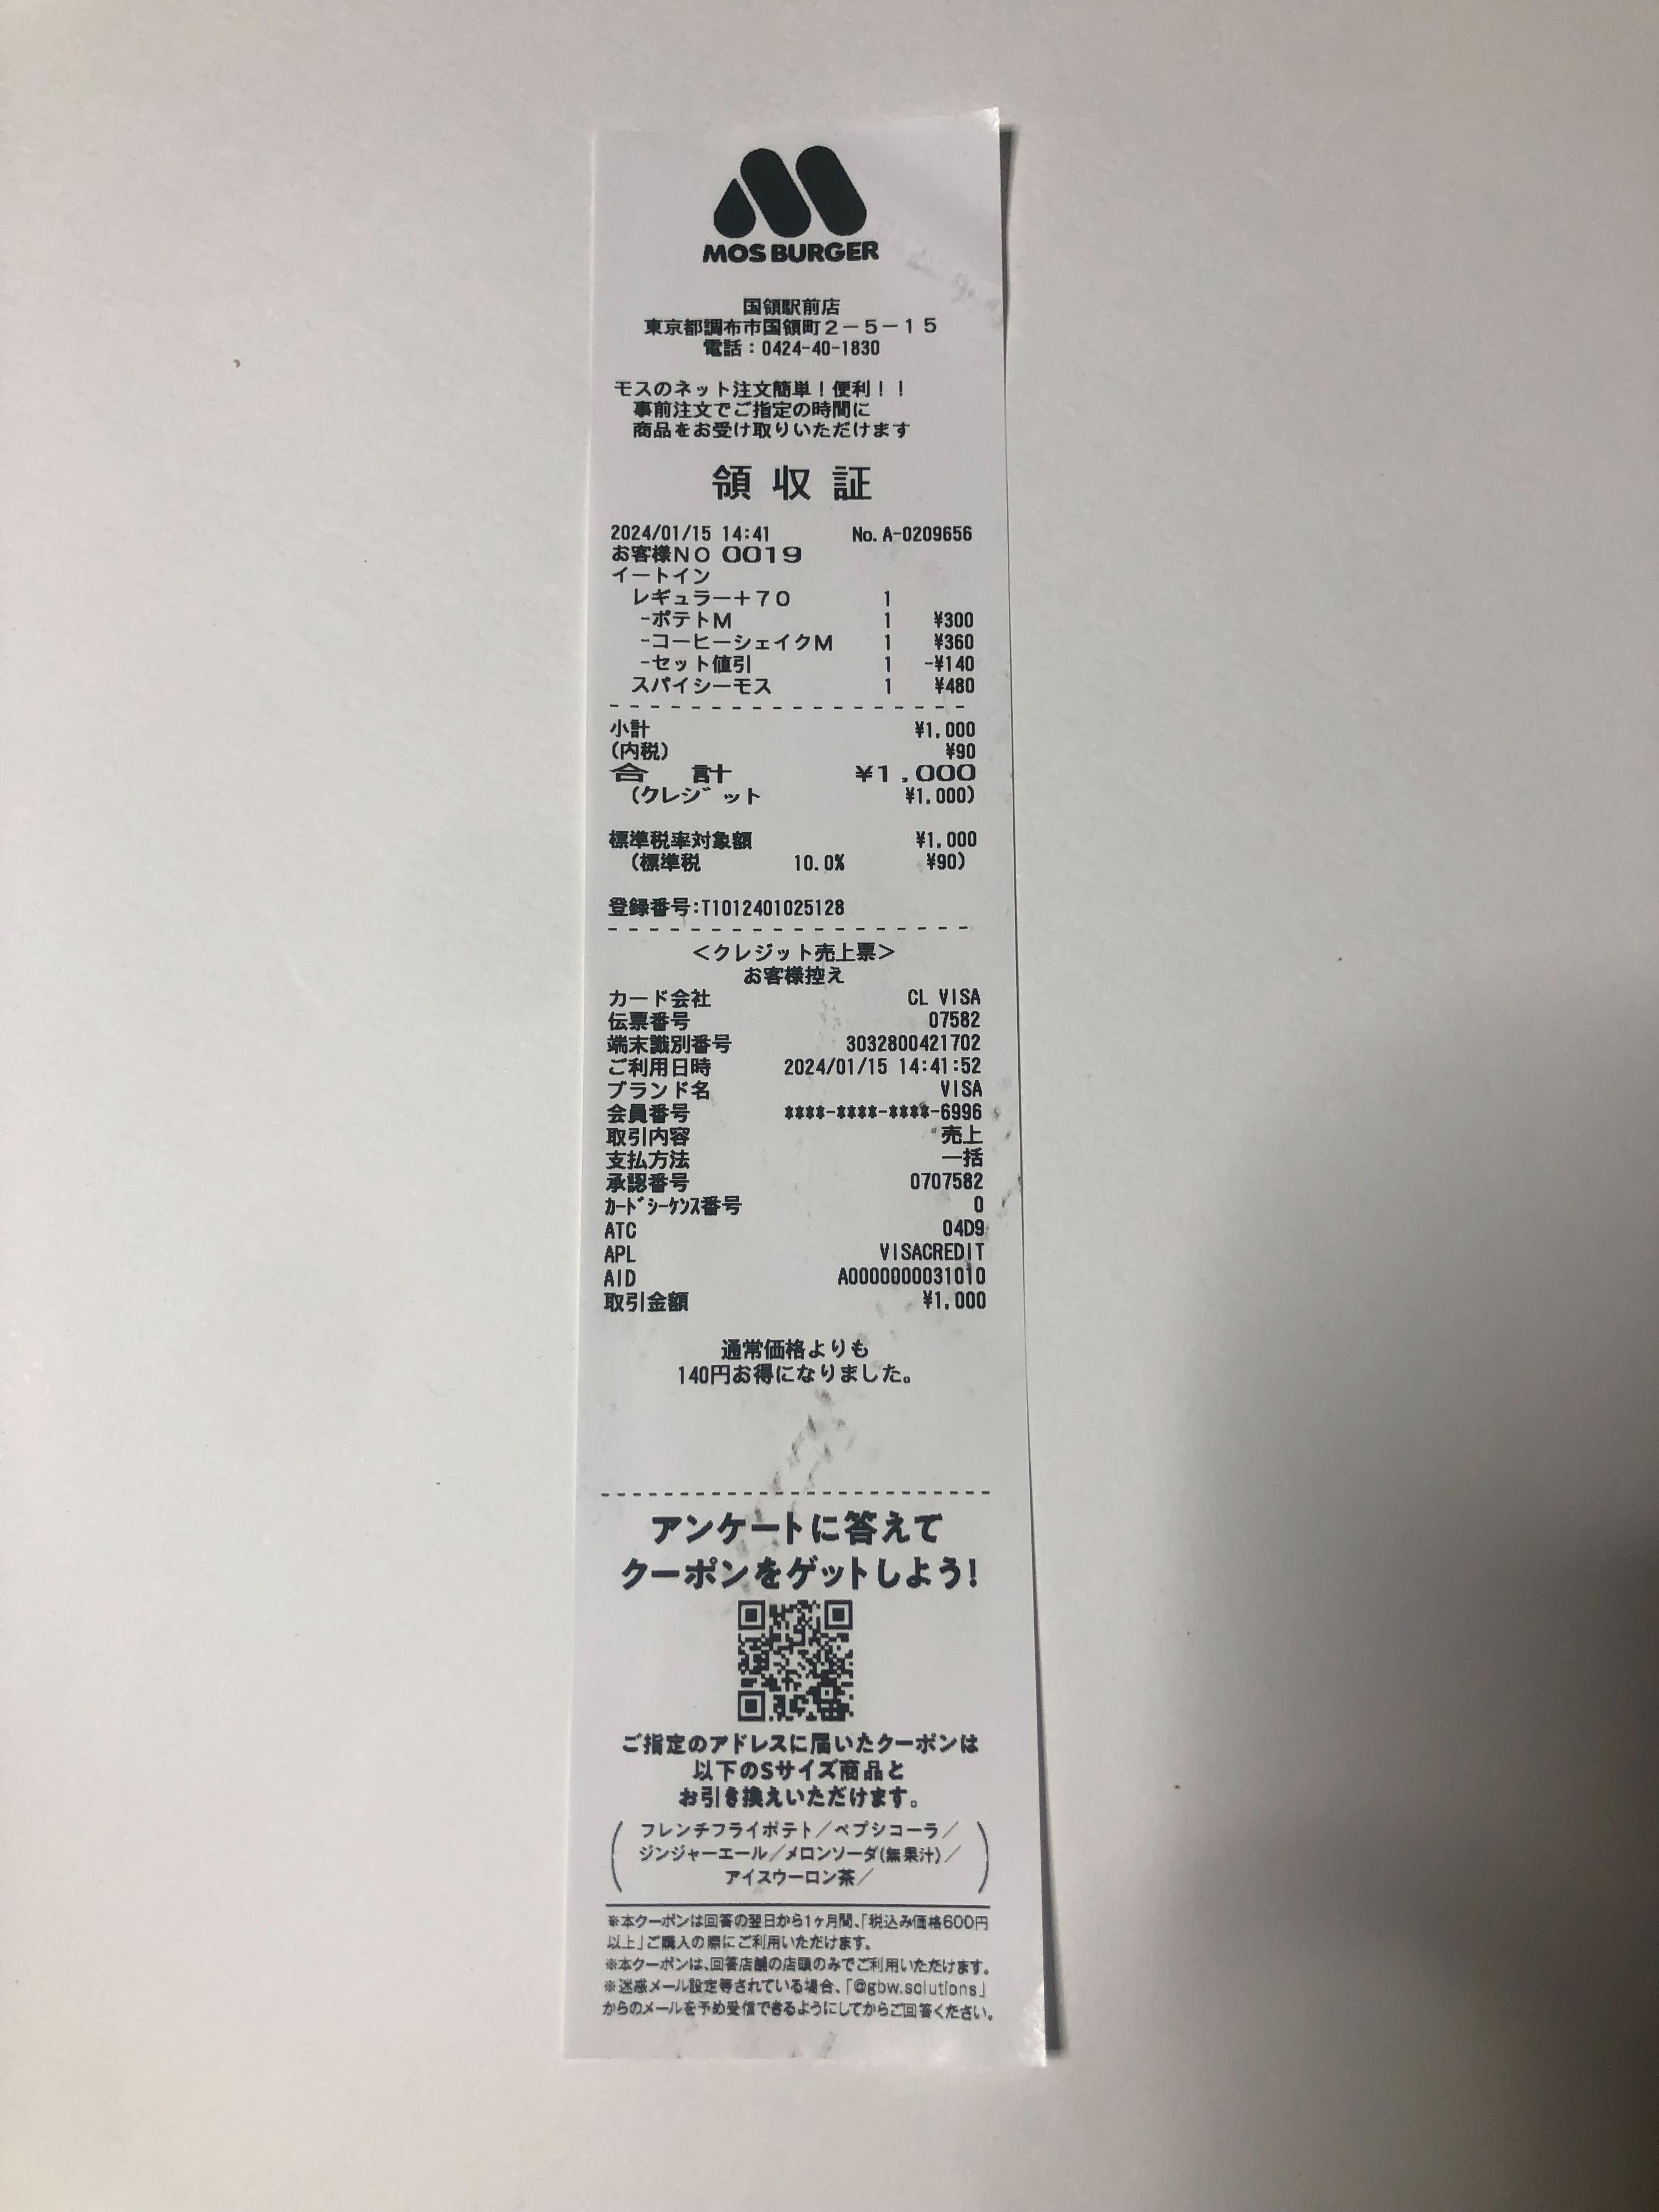 MOS BURGER
国領駅前店
東京都調布市国領町2-5-15
電話:0424-40-1830
モスのネット注文簡単!便利!!
事前注文でご指定の時間に
商品をお受け取りいただけます
領収証
2024/01/15 14:41 No.A-0209656
お客様NO 0019
イートイン
レギュラー+70 1
-ポテトM 1 ¥300
-コーヒーシェイクM 1 ¥360
-セット値引 1 -¥140
スパイシーモス 1 ¥480
小計 ¥1,000
(内税) ¥90
合計 ¥1,000
(クレジット ¥1,000)
標準税率対象額 ¥1,000
(標準税 10.0% ¥90)
登録番号:T1012401025128
<クレジット売上票>
お客様控え
カード会社 CL VISA
伝票番号 07582
端末識別番号 3032800421702
ご利用日時 2024/01/15 14:41:52
ブランド名 VISA
会員番号 ****-****-****-6996
取引内容 売上
支払方法 一括
承認番号 0707582
カードシーケンス番号 0
ATC 04D9
APL VISACREDIT
AID A0000000031010
取引金額 ¥1,000
通常価格よりも
140円お得になりました。
アンケートに答えて
クーポンをゲットしよう!
ご指定のアドレスに届いたクーポンは
以下のSサイズ商品と
お引き換えいただけます。
(フレンチフライポテト/ペプシコーラ/
ジンジャーエール/メロンソーダ(無果汁)/
アイスウーロン茶/)
※本クーポンは回答の翌日から1ヶ月間、「税込み価格600円
以上」ご購入の際にご利用いただけます。
※本クーポンは、回答店舗の店頭のみでご利用いただけます。
※迷惑メール設定等されている場合、「@gbw.solutions」
からのメールを予め受信できるようにしてからご回答ください。